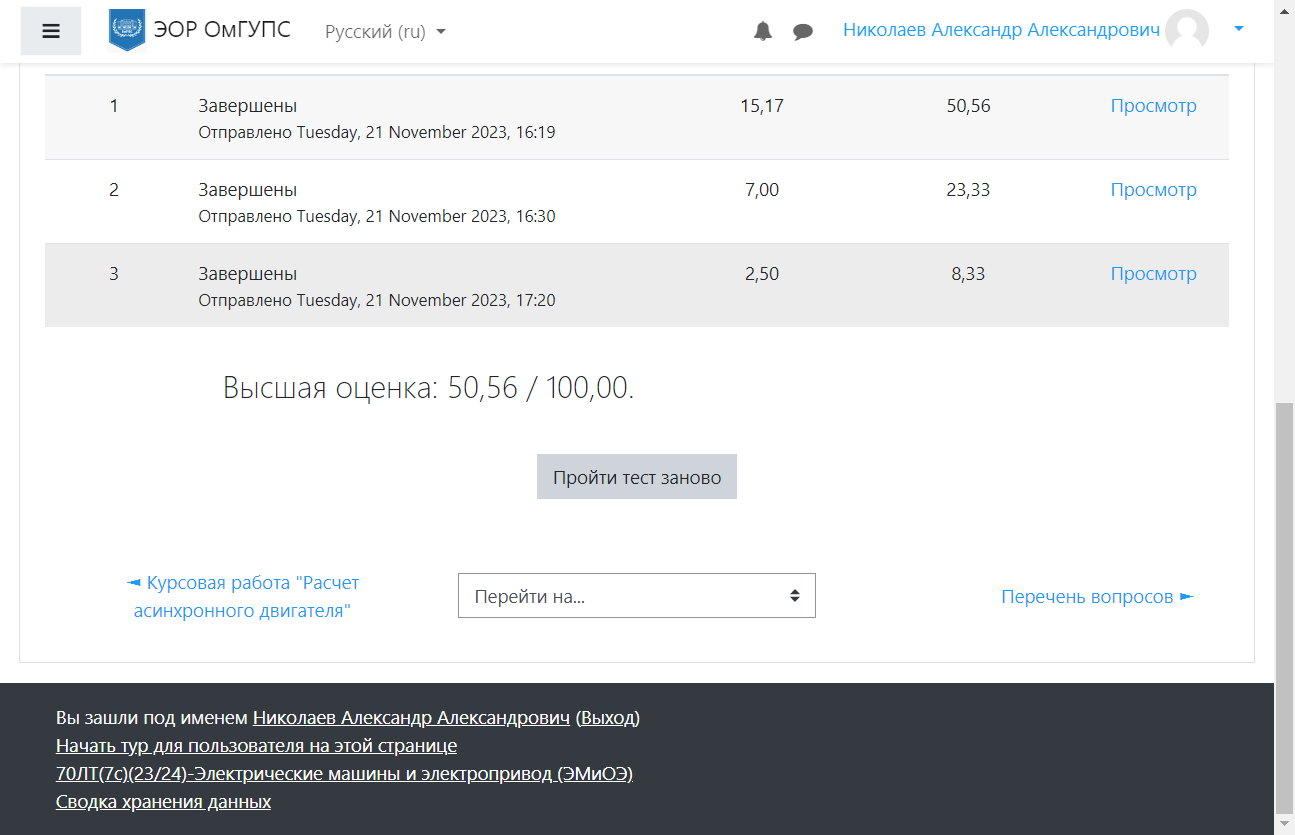 ЭОР ОмГУПС Русский (ru) Николаев Александр Александрович
1 Завершены 15,17 50,56 Просмотр
Отправлено Tuesday, 21 November 2023, 16:19
2 Завершены 7,00 23,33 Просмотр
Отправлено Tuesday, 21 November 2023, 16:30
3 Завершены 2,50 8,33 Просмотр
Отправлено Tuesday, 21 November 2023, 17:20
Высшая оценка: 50,56 / 100,00.
Пройти тест заново
◄ Курсовая работа "Расчет
асинхронного двигателя"
Перейти на...
Перечень вопросов ►
Вы зашли под именем Николаев Александр Александрович (Выход)
Начать тур для пользователя на этой странице
70ЛТ(7с)(23/24)-Электрические машины и электропривод (ЭМиОЭ)
Сводка хранения данных